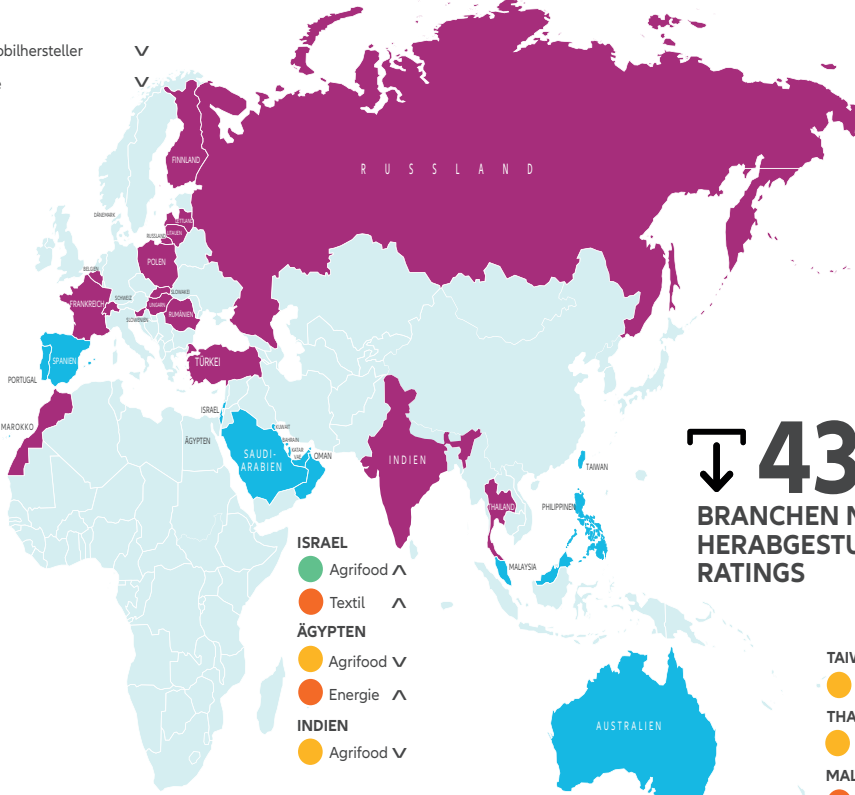 obilhersteller
FINNLAND
RUSSLAND
DÄNEMARK
LETTLAND
LITAUEN
RUSSLAND
POLEN
BELGIEN
SLOWAKEI
SCHWEIZ
UNGARN
FRANKREICH
RUMÄNIEN
SLOWENIEN
SPANIEN
TÜRKEI
PORTUGAL
ISRAEL
MAROKKO
KUWAIT
ÄGYPTEN
BAHRAIN
SAUDI-
ARABIEN
KATAR
VAE
OMAN
INDIEN
TAIWAN
THAILAND
PHILIPPINEN
MALAYSIA
43
BRANCHEN N
HERABGESTU
RATINGS
ISRAEL
Agrifood
Textil
ÄGYPTEN
Agrifood
Energie
INDIEN
Agrifood
AUSTRALIEN
TAIW
THA
MAL